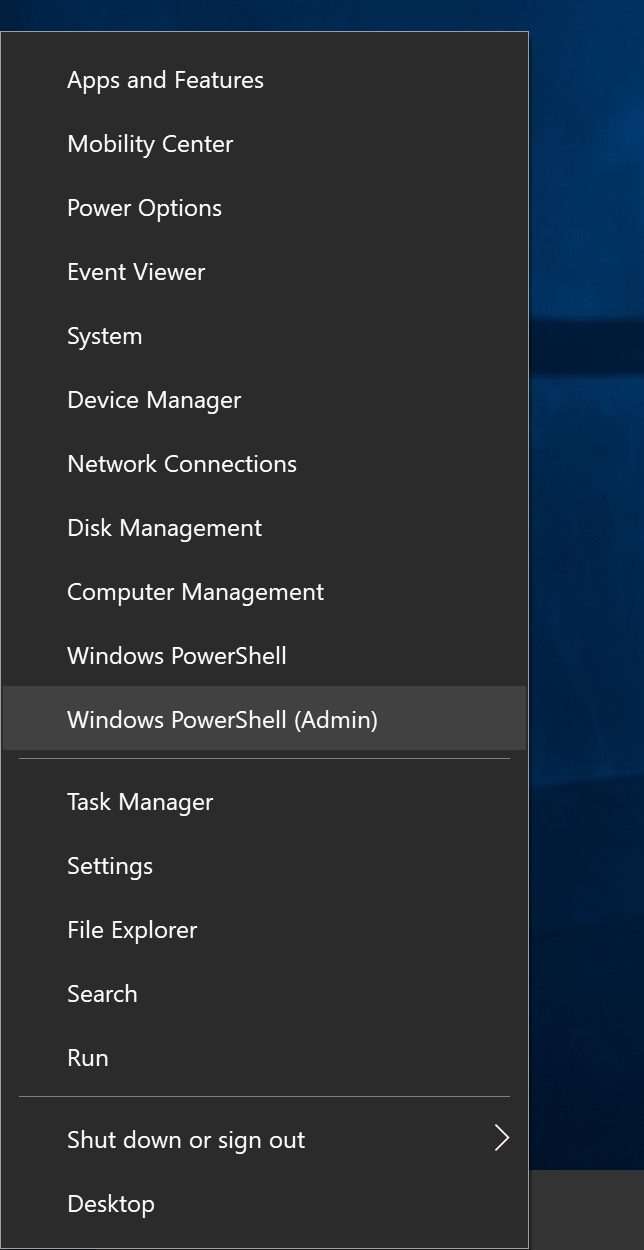 Apps and Features
Mobility Center
Power Options
Event Viewer
System
Device Manager
Network Connections
Disk Management
Computer Management
Windows PowerShell
Windows PowerShell (Admin)
Task Manager
Settings
File Explorer
Search
Run
Shut down or sign out
Desktop